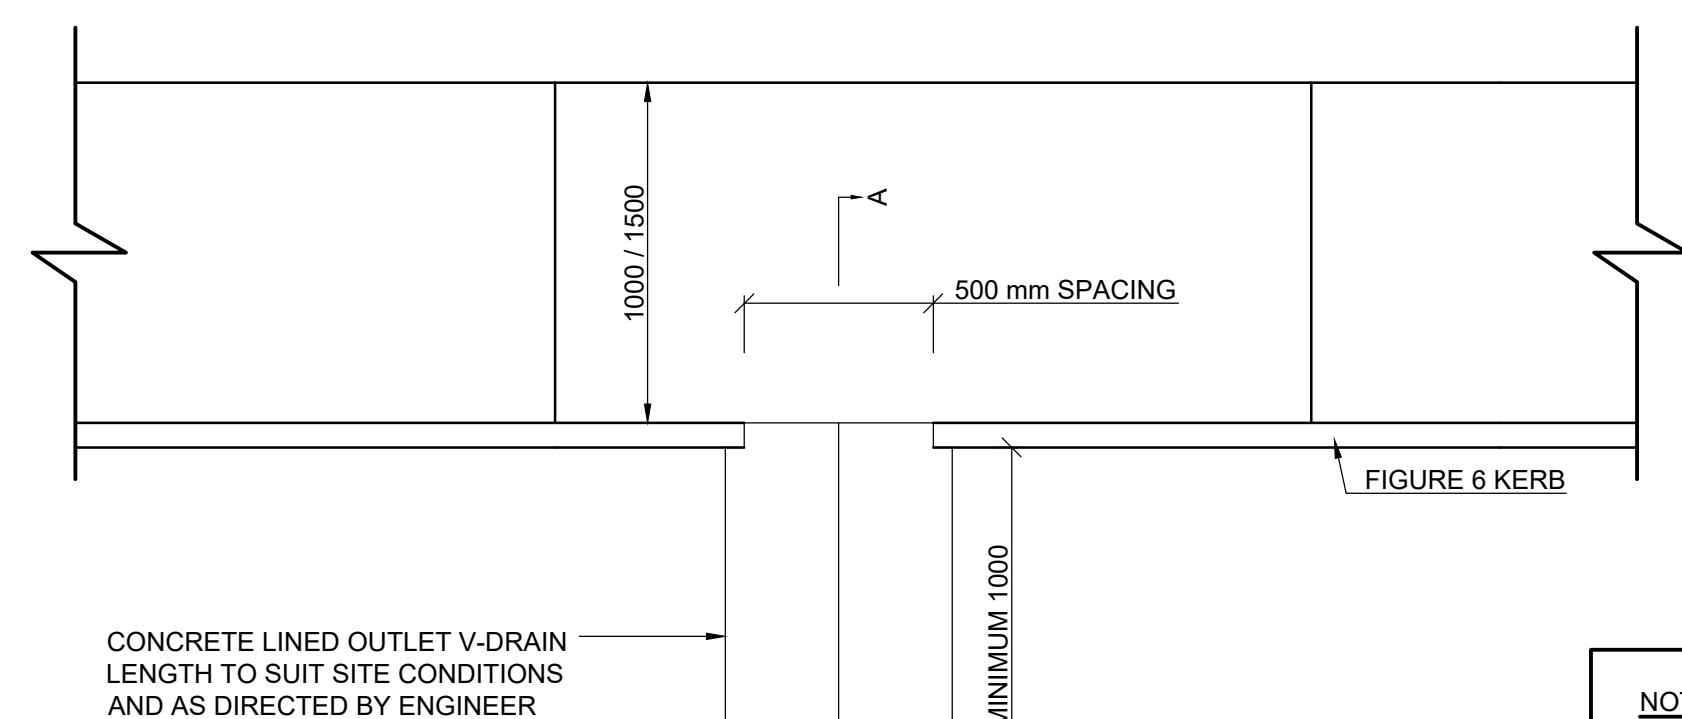 A
1000 / 1500
500 mm SPACING
FIGURE 6 KERB
MINIMUM 1000
CONCRETE LINED OUTLET V-DRAIN
LENGTH TO SUIT SITE CONDITIONS
AND AS DIRECTED BY ENGINEER